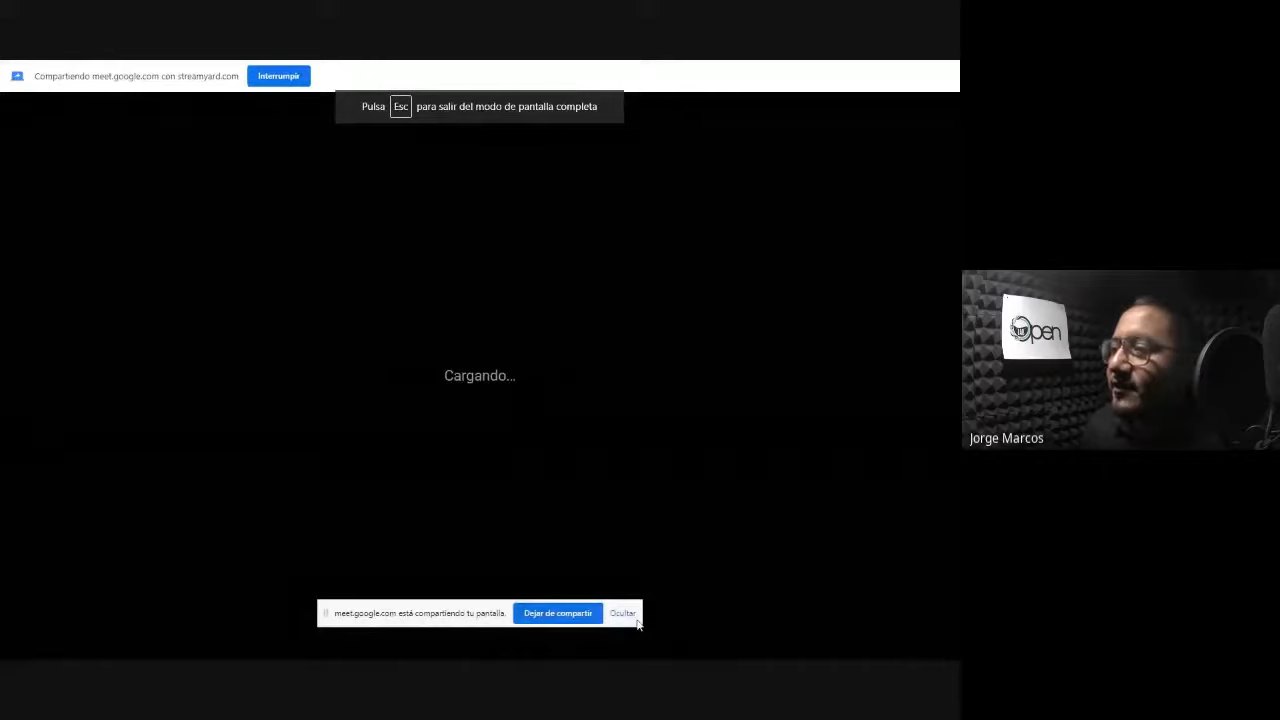 Compartiendo meet.google.com con streamyard.com Interrumpir
Pulsa Esc para salir del modo de pantalla completa
Open
Cargando...
Jorge Marcos
meet.google.com está compartiendo tu pantalla. Dejar de compartir Ocultar